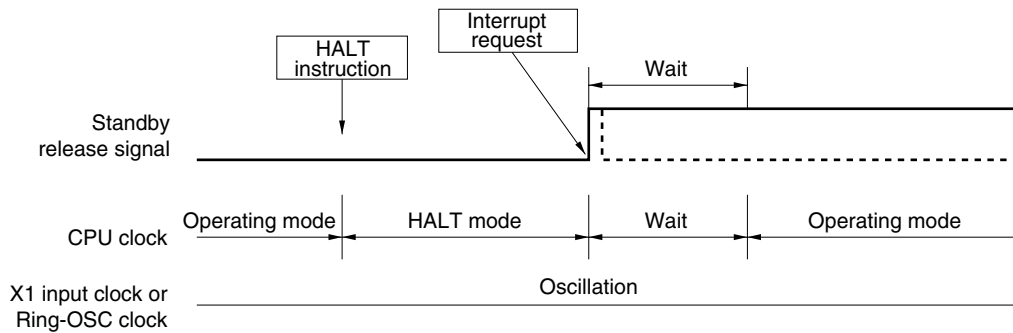 Interrupt
request
HALT
instruction
Wait
Standby
release signal
Operating mode
HALT mode
Wait
Operating mode
CPU clock
Oscillation
X1 input clock or
Ring-OSC clock